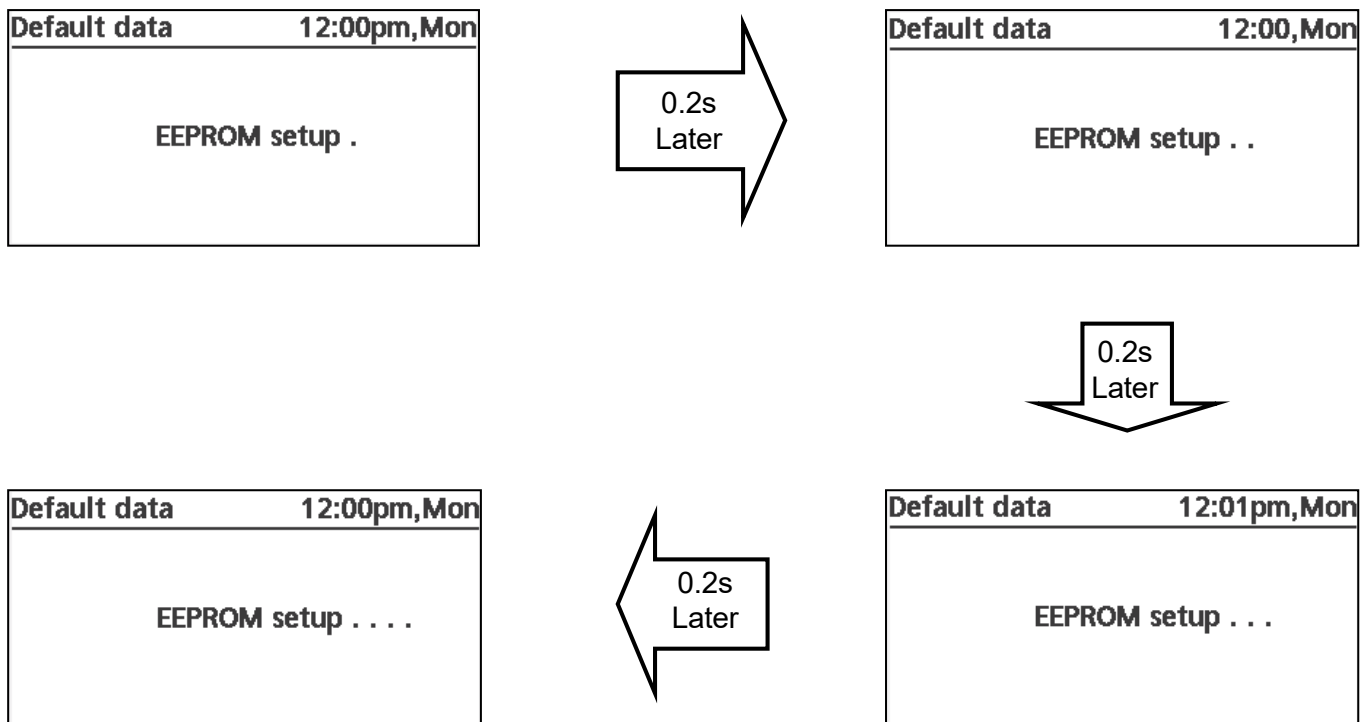 Default data 12:00pm,Mon
EEPROM setup .
0.2s
Later
Default data 12:00,Mon
EEPROM setup . .
0.2s
Later
Default data 12:01pm,Mon
EEPROM setup . . .
0.2s
Later
Default data 12:00pm,Mon
EEPROM setup . . . .